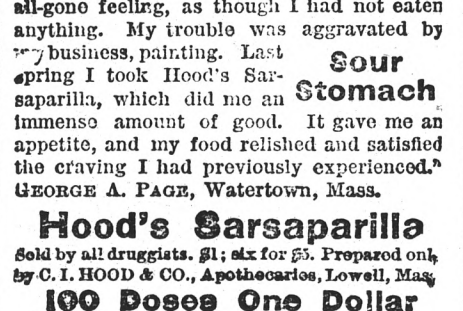 all-gone feeling, as though I had not eaten
anything. My trouble was aggravated by
my business, painting. Last
spring I took Hood's Sar-
saparilla, which did me an
Sour
Stomach
immense amount of good. It gave me an
appetite, and my food relished and satisfied
the craving I had previously experienced."
GEORGE A. PAGE, Watertown, Mass.
Hood's Sarsaparilla
Sold by all druggists. $1; six for $5. Prepared only
by C. I. HOOD & CO., Apothecaries, Lowell, Mass.
100 Doses One Dollar